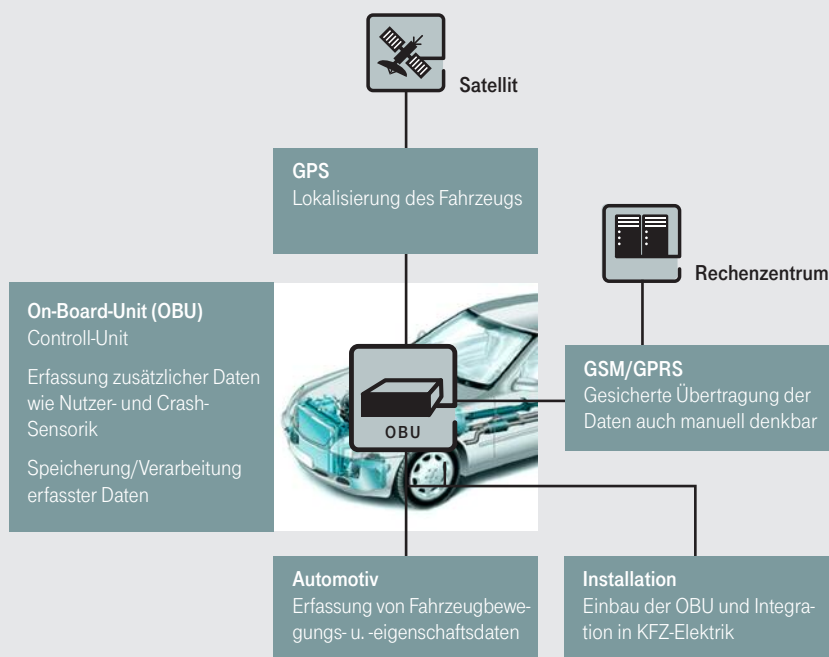 Satellit
GPS
Lokalisierung des Fahrzeugs
Rechenzentrum
On-Board-Unit (OBU)
Controll-Unit
Erfassung zusätzlicher Daten
wie Nutzer- und Crash-
Sensorik
Speicherung/Verarbeitung
erfasster Daten
OBU
GSM/GPRS
Gesicherte Übertragung der
Daten auch manuell denkbar
Automotiv
Erfassung von Fahrzeugbewe-
gungs- u. -eigenschaftsdaten
Installation
Einbau der OBU und Integra-
tion in KFZ-Elektrik